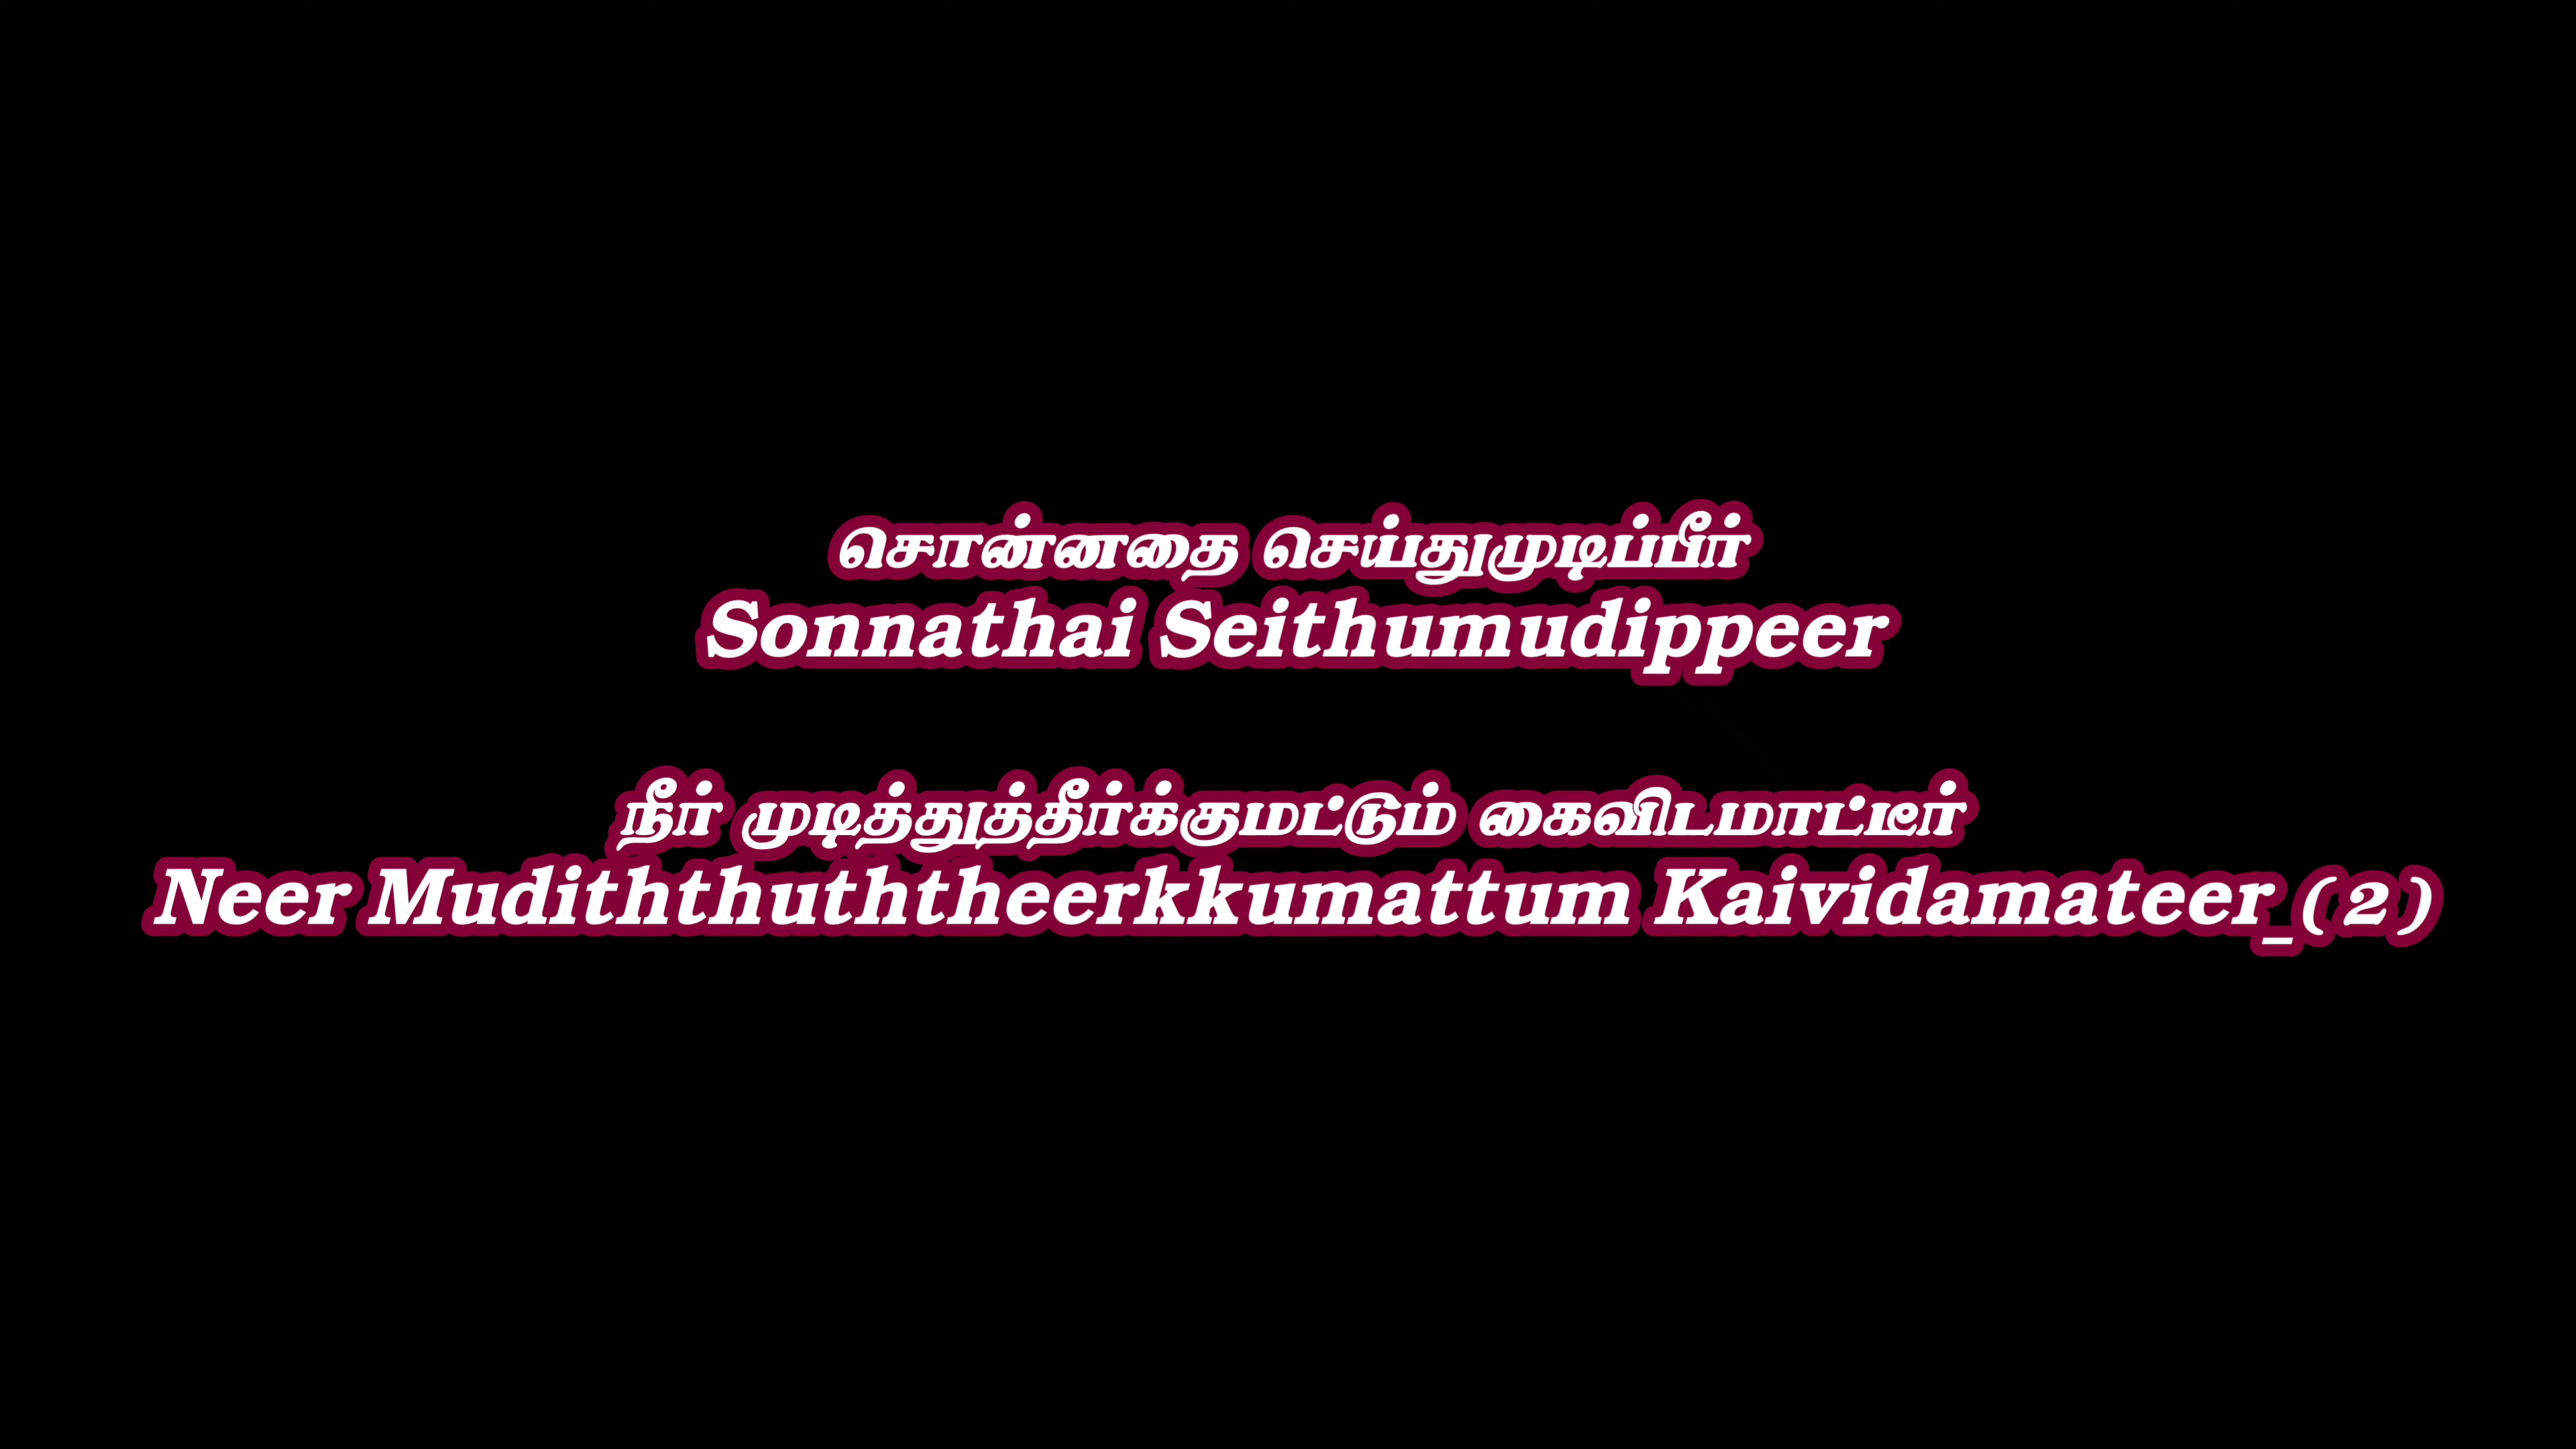 சொன்னதை செய்துமுடிப்பீர்
Sonnathai Seithumudippeer
நீர் முடித்துத்தீர்க்குமட்டும் கைவிடமாட்டீர்
Neer Mudiththuththeerkkumattum Kaividamateer_(2)